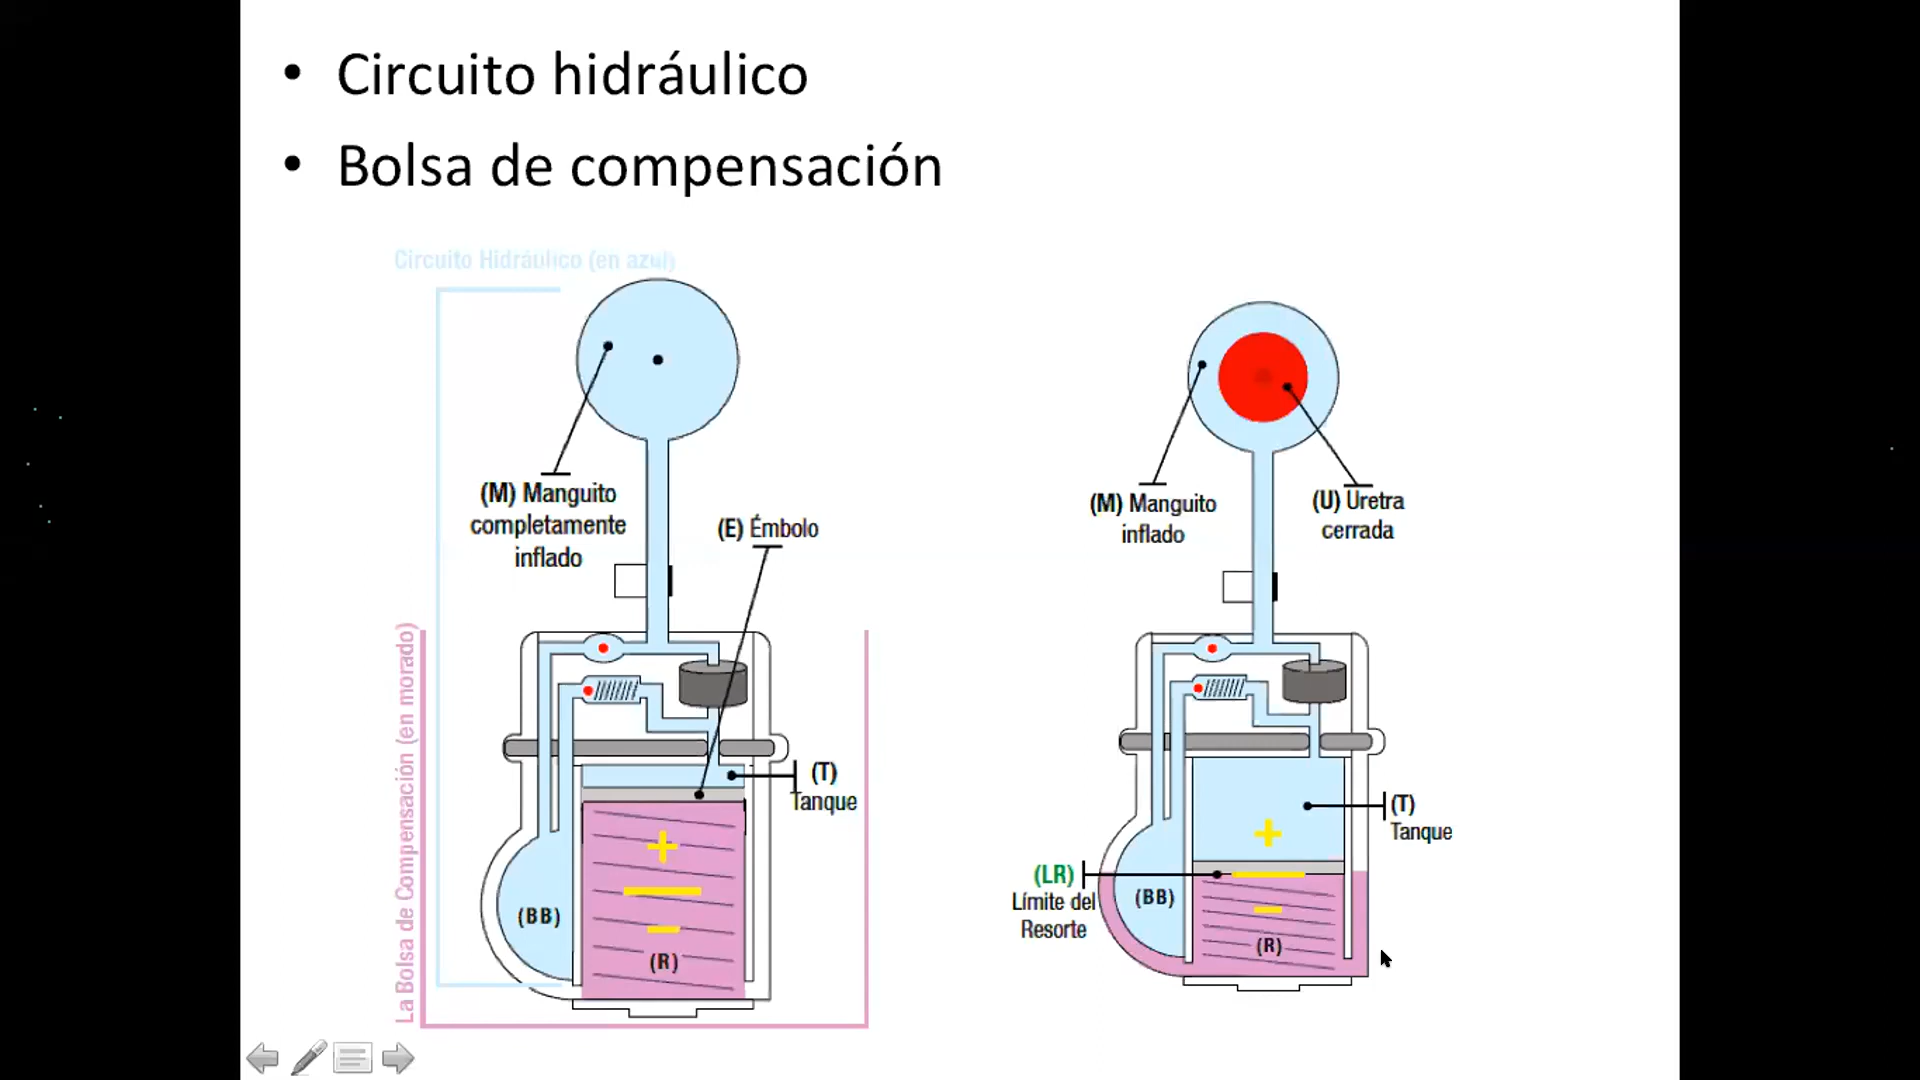 • Circuito hidráulico
• Bolsa de compensación
Circuito Hidráulico (en azul)
La Bolsa de Compensación (en morado)
(M) Manguito
completamente
inflado
(E) Émbolo
(T)
Tanque
(BB)
+
−
(R)
(M) Manguito
inflado
(U) Uretra
cerrada
(T)
Tanque
(LR)
Límite del
Resorte
(BB)
+
−
(R)